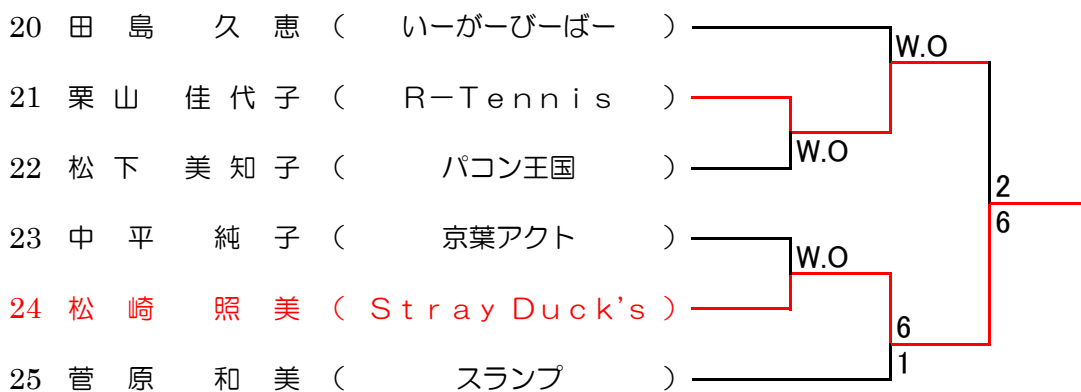 20 田島 久恵 ( いーがーびーばー )
W.O
21 栗山 佳代子 ( R−Tennis )
W.O
22 松下 美知子 ( パコン王国 )
2
6
23 中平 純子 ( 京葉アクト )
W.O
24 松崎 照美 ( Stray Duck's )
6
1
25 菅原 和美 ( スランプ )